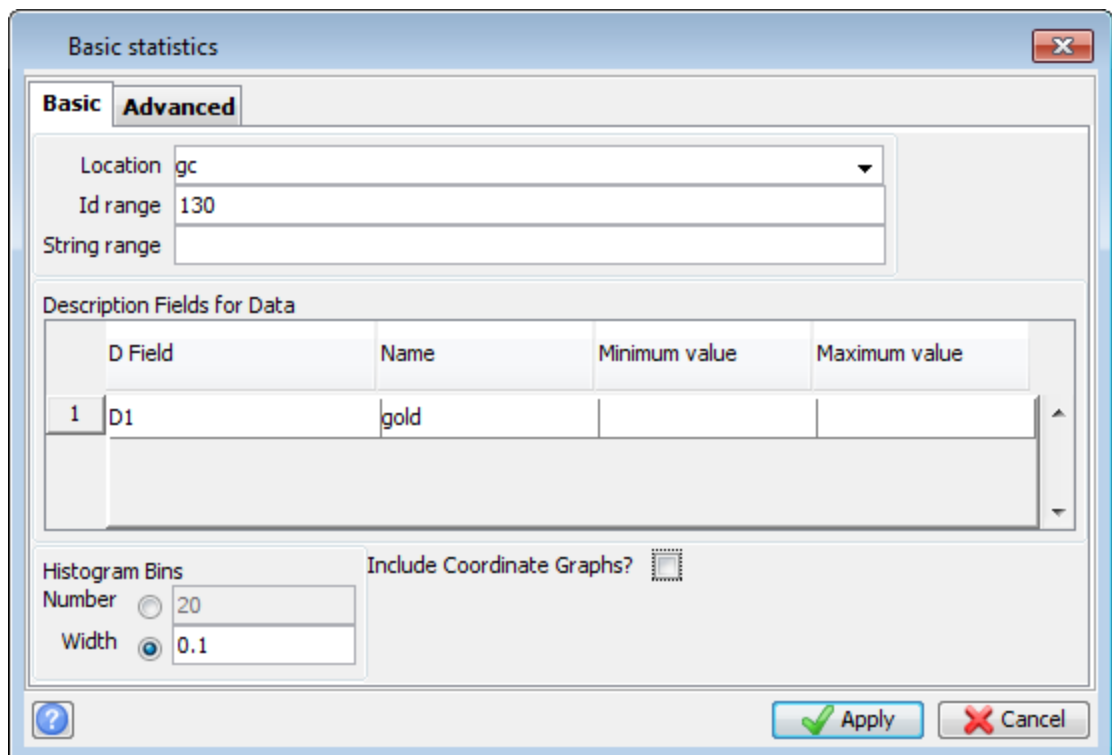 Basic statistics
Basic Advanced
Location gc
Id range 130
String range
Description Fields for Data
D Field Name Minimum value Maximum value
1 D1 gold
Histogram Bins Include Coordinate Graphs?
Number 20
Width 0.1
? Apply Cancel